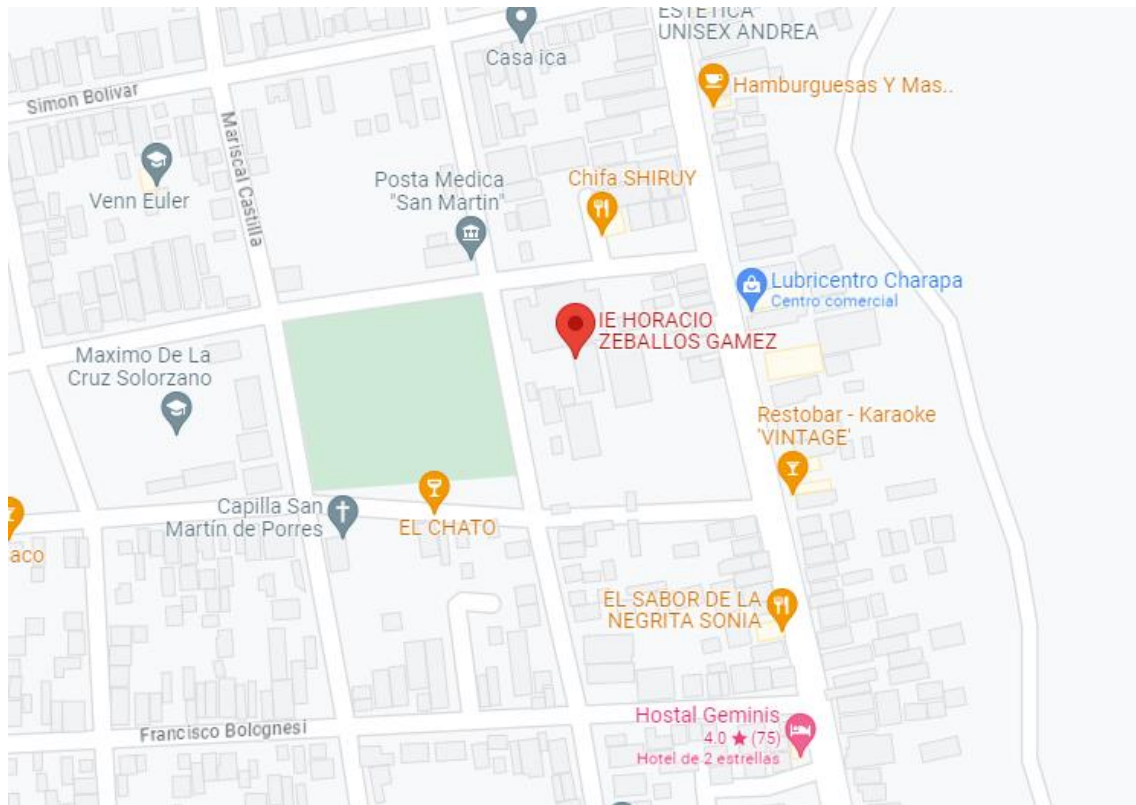 ESTETICA
UNISEX ANDREA
Casa ica
Hamburguesas Y Mas..
Simon Bolivar
Mariscal Castilla
Venn Euler
Posta Medica
"San Martin"
Chifa SHIRUY
Lubricentro Charapa
Centro comercial
IE HORACIO
ZEBALLOS GAMEZ
Maximo De La
Cruz Solorzano
Restobar - Karaoke
'VINTAGE'
Capilla San
Martín de Porres
EL CHATO
aco
EL SABOR DE LA
NEGRITA SONIA
Francisco Bolognesi
Hostal Geminis
4.0 ★ (75)
Hotel de 2 estrellas